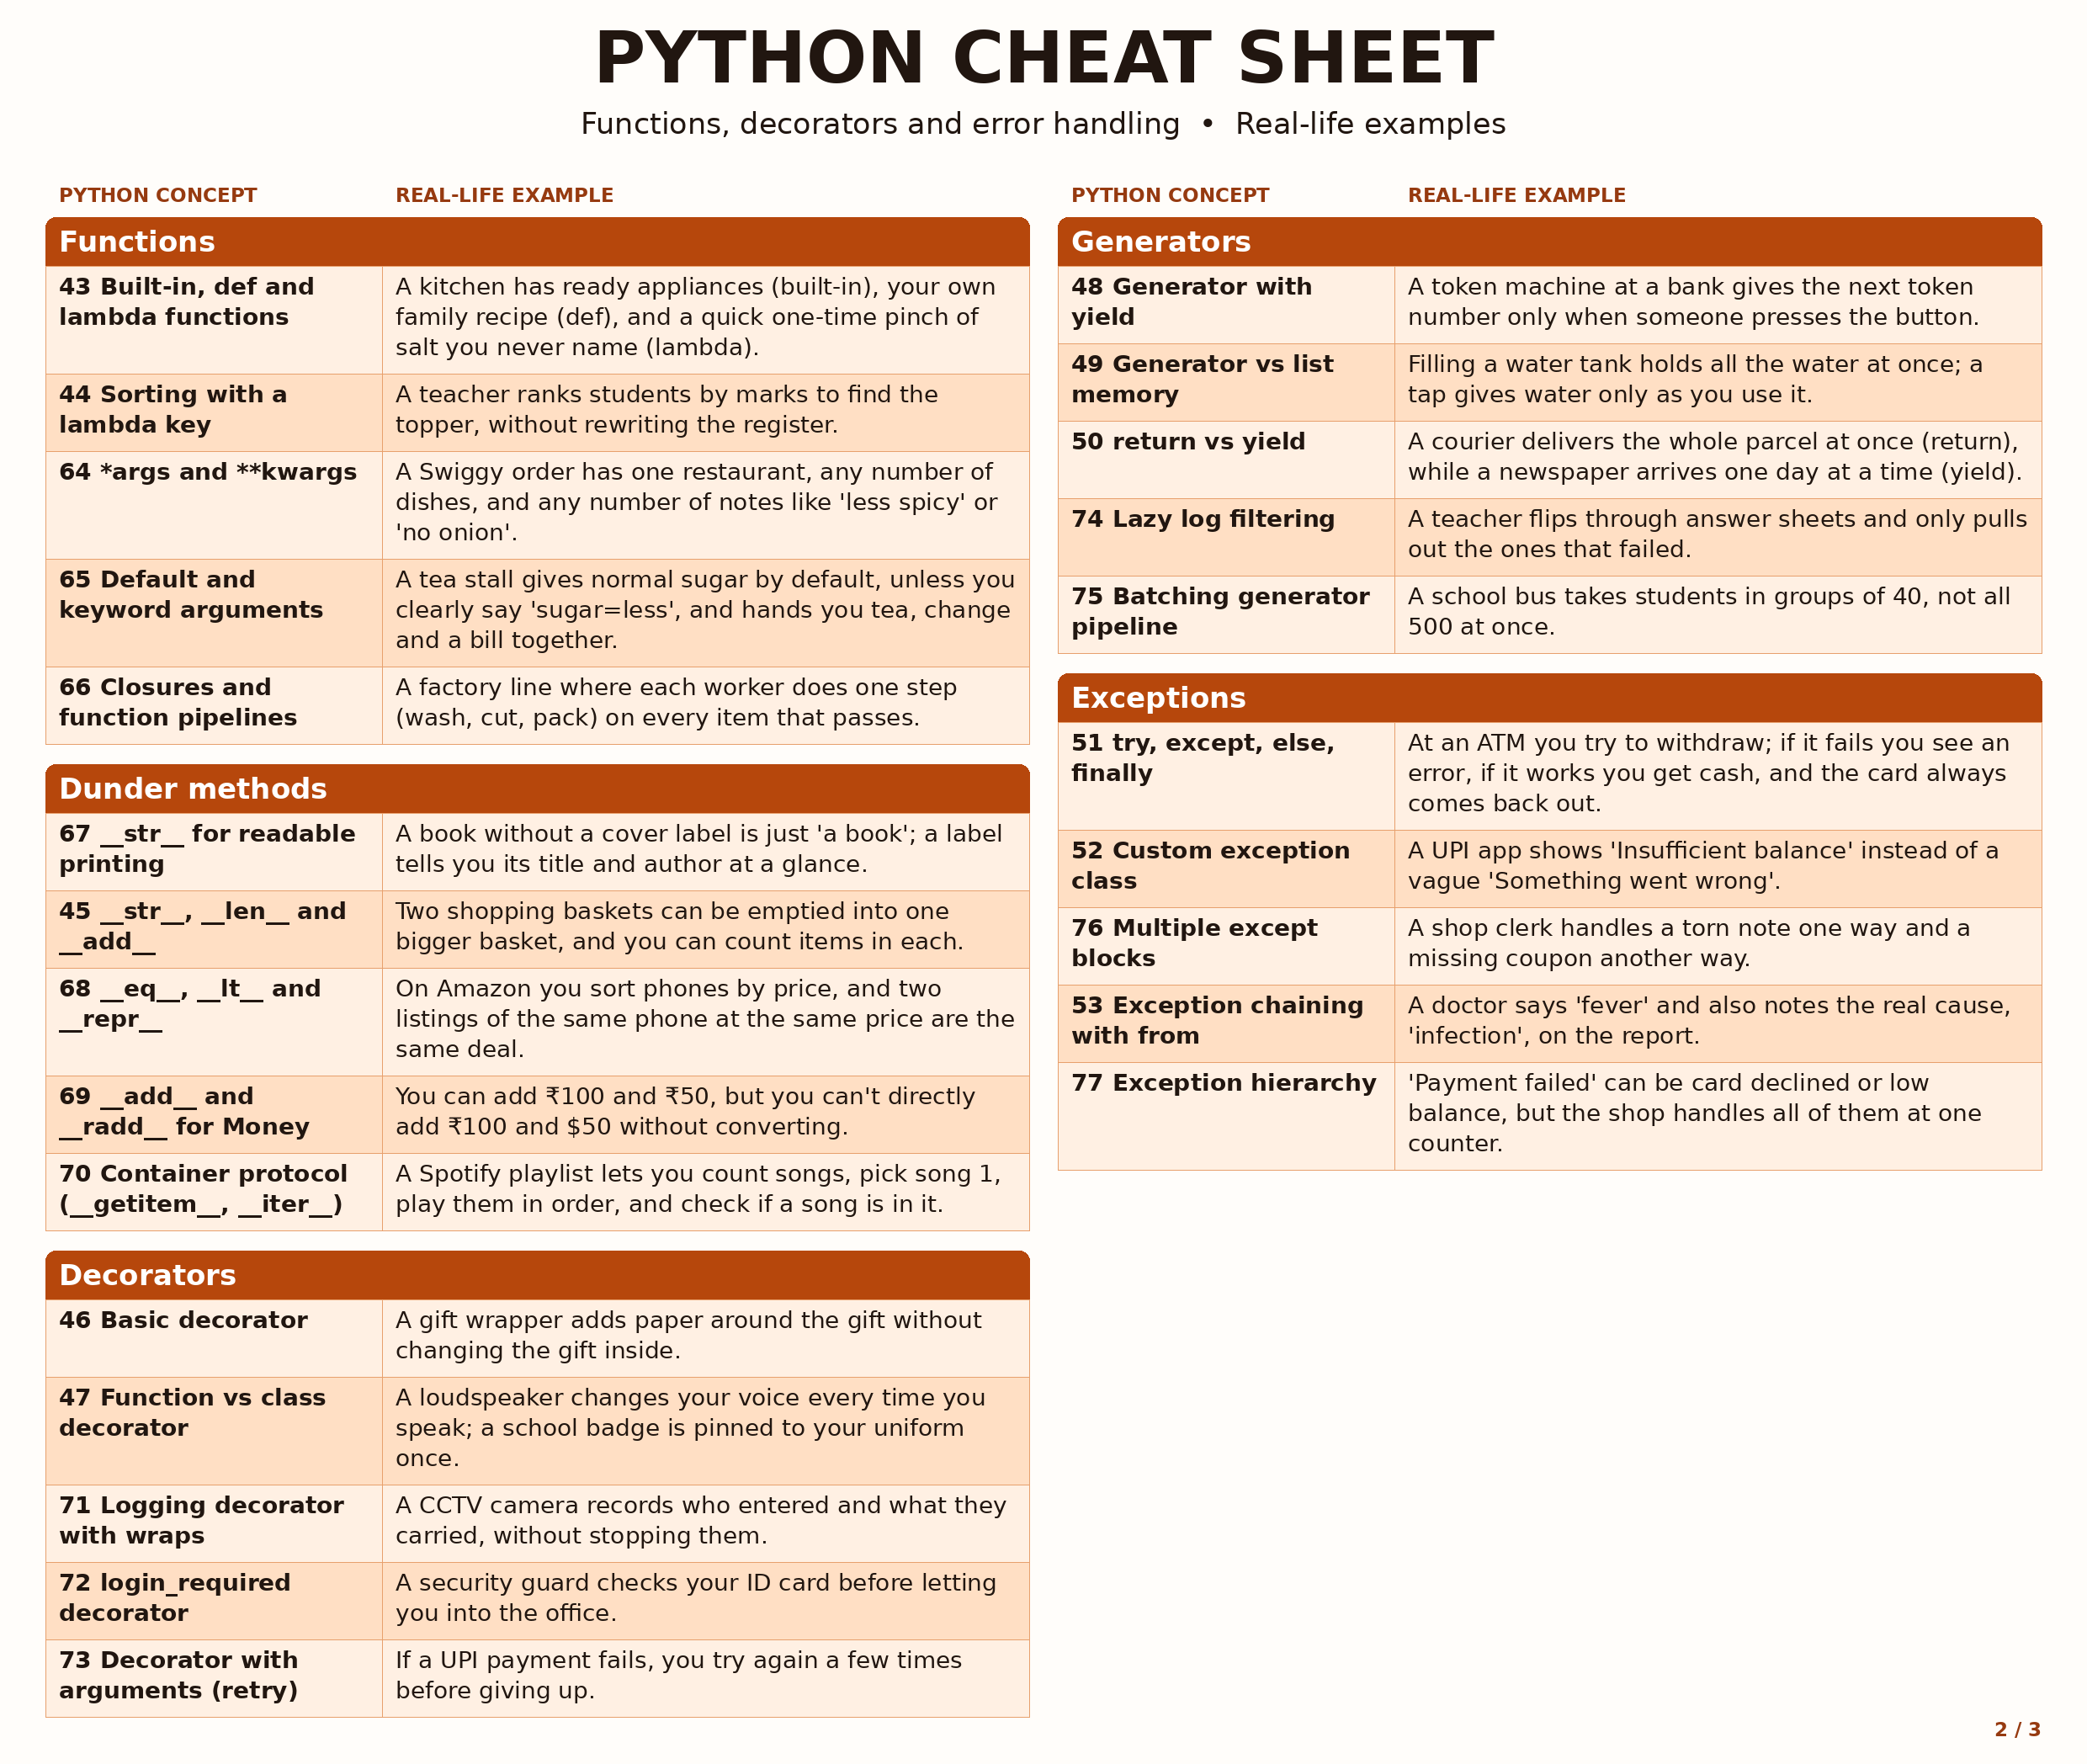 PYTHON CHEAT SHEET
Functions, decorators and error handling • Real-life examples
PYTHON CONCEPT REAL-LIFE EXAMPLE
Functions
43 Built-in, def and
lambda functions
A kitchen has ready appliances (built-in), your own
family recipe (def), and a quick one-time pinch of
salt you never name (lambda).
44 Sorting with a
lambda key
A teacher ranks students by marks to find the
topper, without rewriting the register.
64 *args and **kwargs
A Swiggy order has one restaurant, any number of
dishes, and any number of notes like 'less spicy' or
'no onion'.
65 Default and
keyword arguments
A tea stall gives normal sugar by default, unless you
clearly say 'sugar=less', and hands you tea, change
and a bill together.
66 Closures and
function pipelines
A factory line where each worker does one step
(wash, cut, pack) on every item that passes.
Dunder methods
67 __str__ for readable
printing
A book without a cover label is just 'a book'; a label
tells you its title and author at a glance.
45 __str__, __len__ and
__add__
Two shopping baskets can be emptied into one
bigger basket, and you can count items in each.
68 __eq__, __lt__ and
__repr__
On Amazon you sort phones by price, and two
listings of the same phone at the same price are the
same deal.
69 __add__ and
__radd__ for Money
You can add ₹100 and ₹50, but you can't directly
add ₹100 and $50 without converting.
70 Container protocol
(__getitem__, __iter__)
A Spotify playlist lets you count songs, pick song 1,
play them in order, and check if a song is in it.
Decorators
46 Basic decorator
A gift wrapper adds paper around the gift without
changing the gift inside.
47 Function vs class
decorator
A loudspeaker changes your voice every time you
speak; a school badge is pinned to your uniform
once.
71 Logging decorator
with wraps
A CCTV camera records who entered and what they
carried, without stopping them.
72 login_required
decorator
A security guard checks your ID card before letting
you into the office.
73 Decorator with
arguments (retry)
If a UPI payment fails, you try again a few times
before giving up.
PYTHON CONCEPT REAL-LIFE EXAMPLE
Generators
48 Generator with
yield
A token machine at a bank gives the next token
number only when someone presses the button.
49 Generator vs list
memory
Filling a water tank holds all the water at once; a
tap gives water only as you use it.
50 return vs yield
A courier delivers the whole parcel at once (return),
while a newspaper arrives one day at a time (yield).
74 Lazy log filtering
A teacher flips through answer sheets and only pulls
out the ones that failed.
75 Batching generator
pipeline
A school bus takes students in groups of 40, not all
500 at once.
Exceptions
51 try, except, else,
finally
At an ATM you try to withdraw; if it fails you see an
error, if it works you get cash, and the card always
comes back out.
52 Custom exception
class
A UPI app shows 'Insufficient balance' instead of a
vague 'Something went wrong'.
76 Multiple except
blocks
A shop clerk handles a torn note one way and a
missing coupon another way.
53 Exception chaining
with from
A doctor says 'fever' and also notes the real cause,
'infection', on the report.
77 Exception hierarchy
'Payment failed' can be card declined or low
balance, but the shop handles all of them at one
counter.
2 / 3